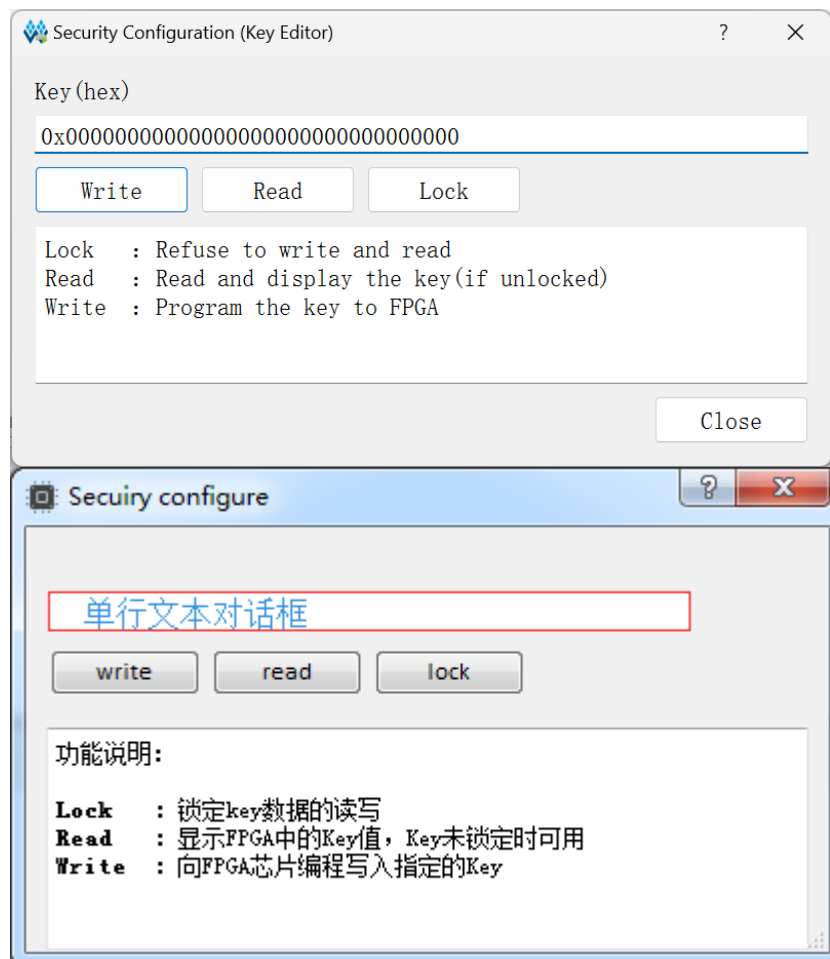 Security Configuration (Key Editor)
Key(hex)
0x00000000000000000000000000000000
Write Read Lock
Lock : Refuse to write and read
Read : Read and display the key(if unlocked)
Write : Program the key to FPGA
Close
Secuiry configure
单行文本对话框
write read lock
功能说明:
Lock : 锁定key数据的读写
Read : 显示FPGA中的Key值，Key未锁定时可用
Write : 向FPGA芯片编程写入指定的Key